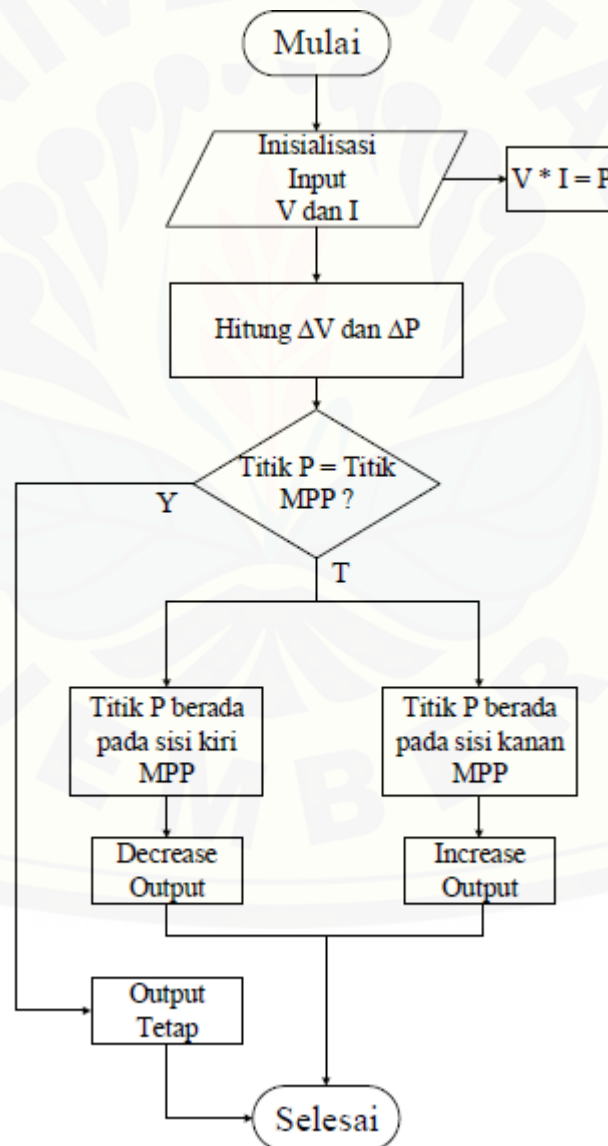 Mulai
Inisialisasi
Input
V dan I
V * I = P
Hitung ΔV dan ΔP
Titik P = Titik
MPP ?
Y
T
Titik P berada
pada sisi kiri
MPP
Titik P berada
pada sisi kanan
MPP
Decrease
Output
Increase
Output
Output
Tetap
Selesai